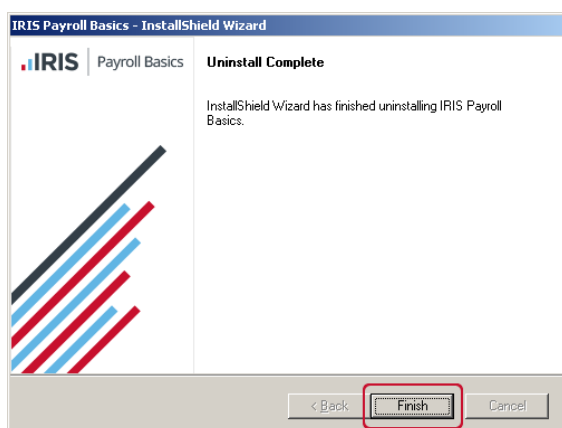 IRIS Payroll Basics - InstallShield Wizard
IRIS Payroll Basics
Uninstall Complete
InstallShield Wizard has finished uninstalling IRIS Payroll
Basics.
< Back Finish Cancel